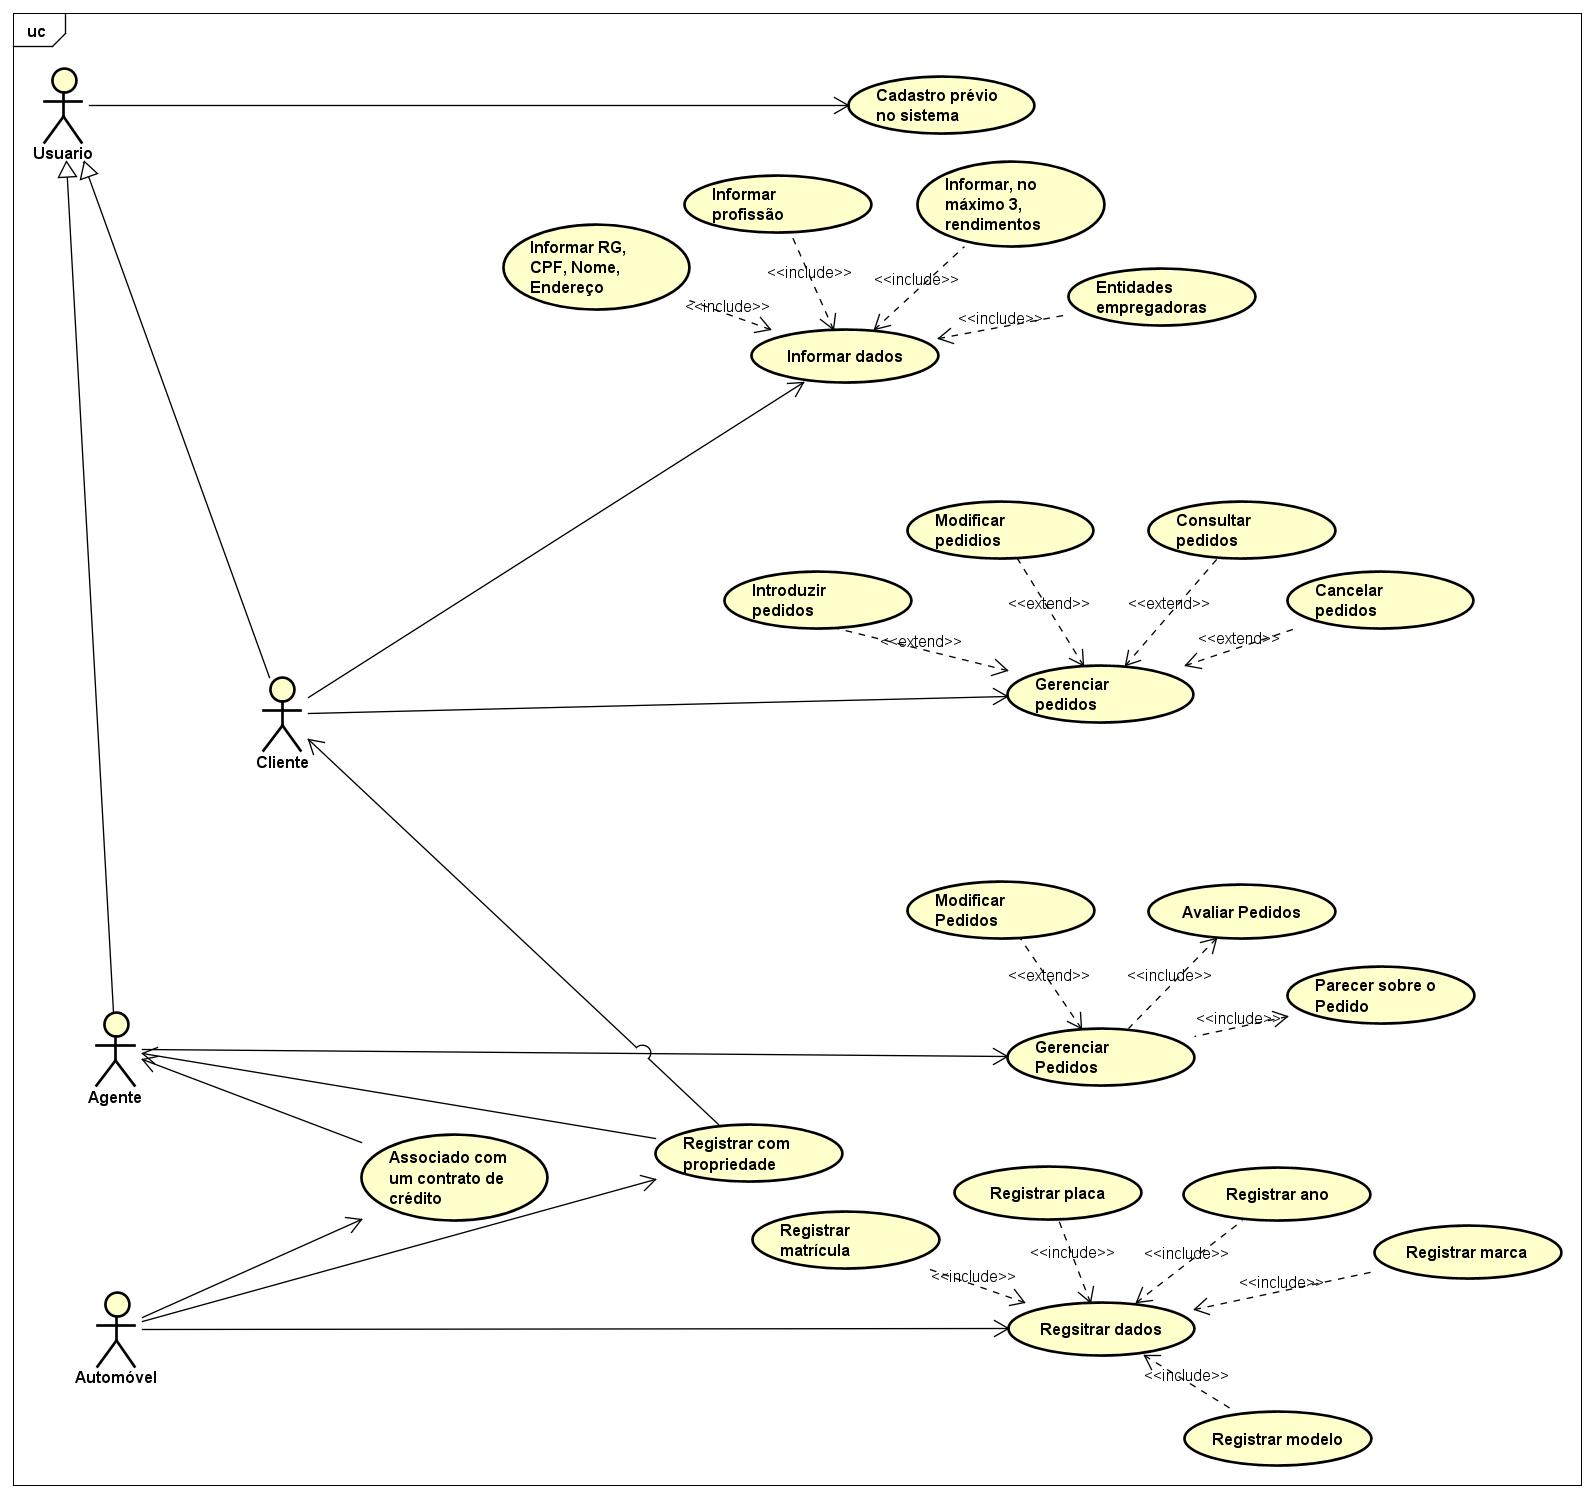 uc
Usuario
Cadastro prévio
no sistema
Informar
profissão
Informar, no
máximo 3,
rendimentos
Informar RG,
CPF, Nome,
Endereço
Entidades
empregadoras
<<include>>
<<include>>
<<include>>
<<include>>
Informar dados
Modificar
pedidios
Consultar
pedidos
Introduzir
pedidos
Cancelar
pedidos
<<extend>>
<<extend>>
<<extend>>
<<extend>>
Gerenciar
pedidos
Cliente
Modificar
Pedidos
Avaliar Pedidos
<<extend>>
<<include>>
Parecer sobre o
Pedido
<<include>>
Gerenciar
Pedidos
Agente
Associado com
um contrato de
crédito
Registrar com
propriedade
Registrar placa
Registrar ano
Registrar
matrícula
Registrar marca
<<include>>
<<include>>
<<include>>
<<include>>
Regsitrar dados
Automóvel
<<include>>
Registrar modelo